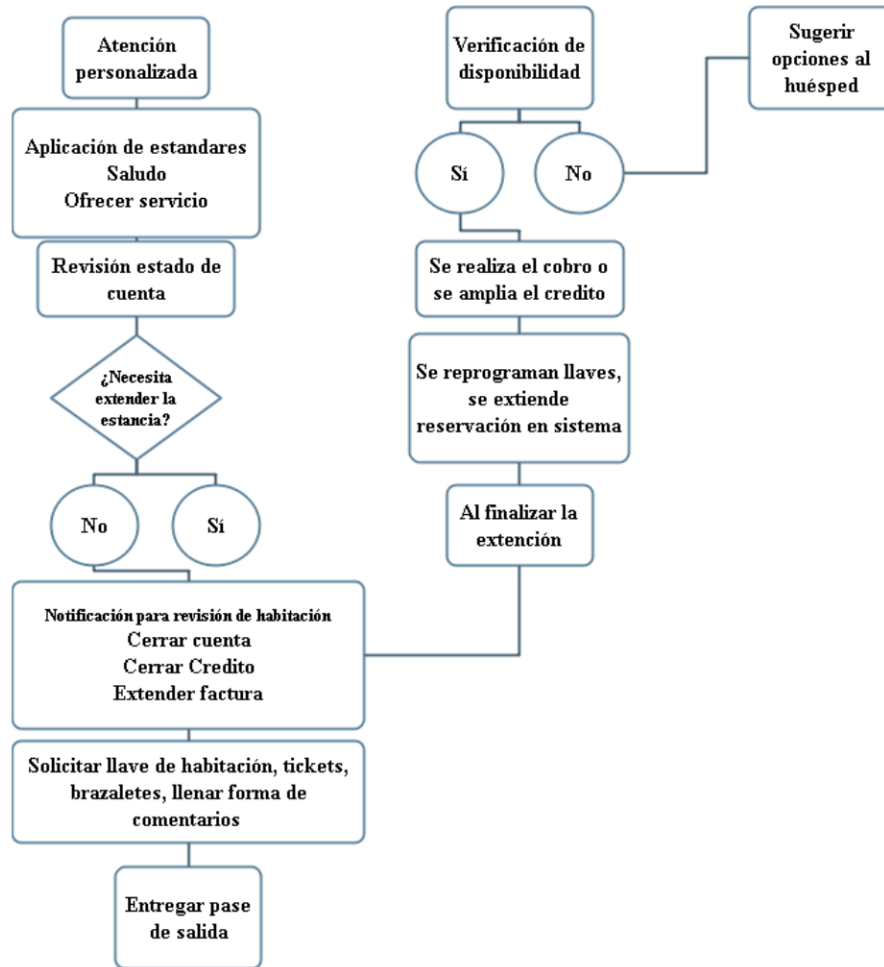 Atención
personalizada
Aplicación de estandares
Saludo
Ofrecer servicio
Revisión estado de
cuenta
¿Necesita
extender la
estancia?
No
Sí
Notificación para revisión de habitación
Cerrar cuenta
Cerrar Credito
Extender factura
Solicitar llave de habitación, tickets,
brazaletes, llenar forma de
comentarios
Entregar pase
de salida
Verificación de
disponibilidad
Sí
No
Sugerir
opciones al
huésped
Se realiza el cobro o
se amplia el credito
Se reprograman llaves,
se extiende
reservación en sistema
Al finalizar la
extención